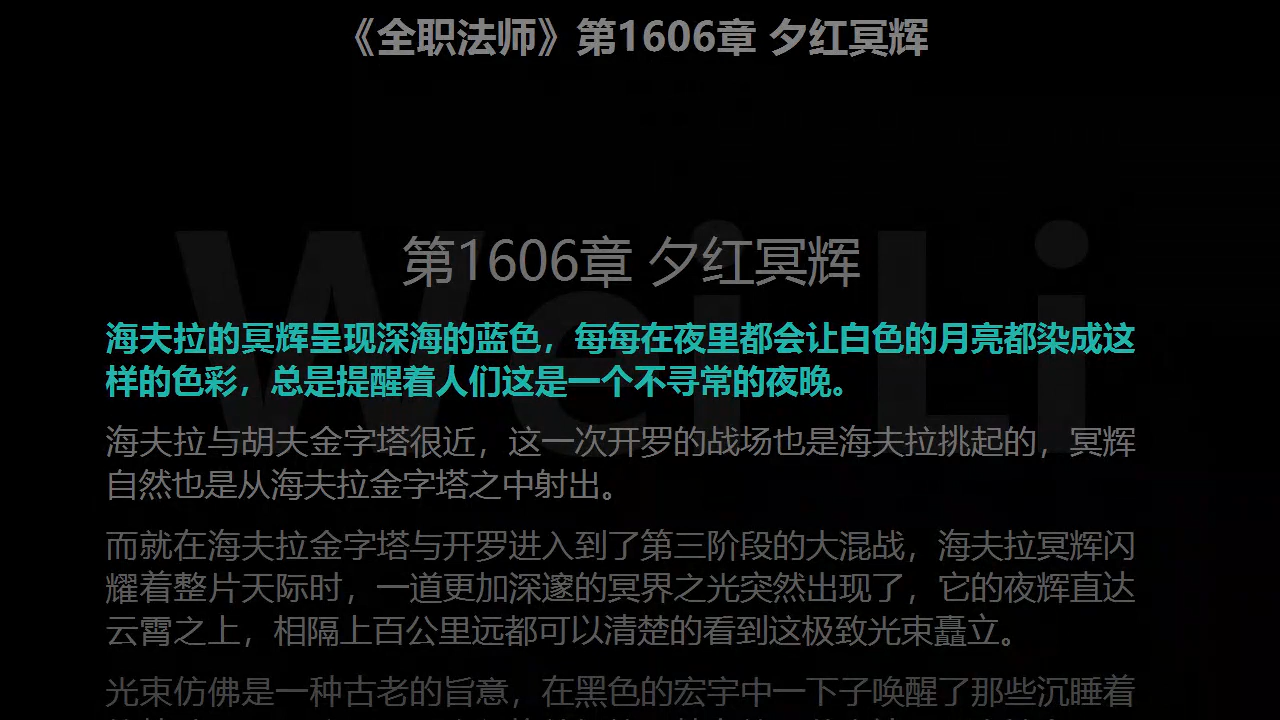 《全职法师》第1606章 夕红冥辉
Wei Li
第1606章 夕红冥辉
海夫拉的冥辉呈现深海的蓝色，每每在夜里都会让白色的月亮都染成这
样的色彩，总是提醒着人们这是一个不寻常的夜晚。
海夫拉与胡夫金字塔很近，这一次开罗的战场也是海夫拉挑起的，冥辉
自然也是从海夫拉金字塔之中射出。
而就在海夫拉金字塔与开罗进入到了第三阶段的大混战，海夫拉冥辉闪
耀着整片天际时，一道更加深邃的冥界之光突然出现了，它的夜辉直达
云霄之上，相隔上百公里远都可以清楚的看到这极致光束矗立。
光束仿佛是一种古老的旨意，在黑色的宏宇中一下子唤醒了那些沉睡着